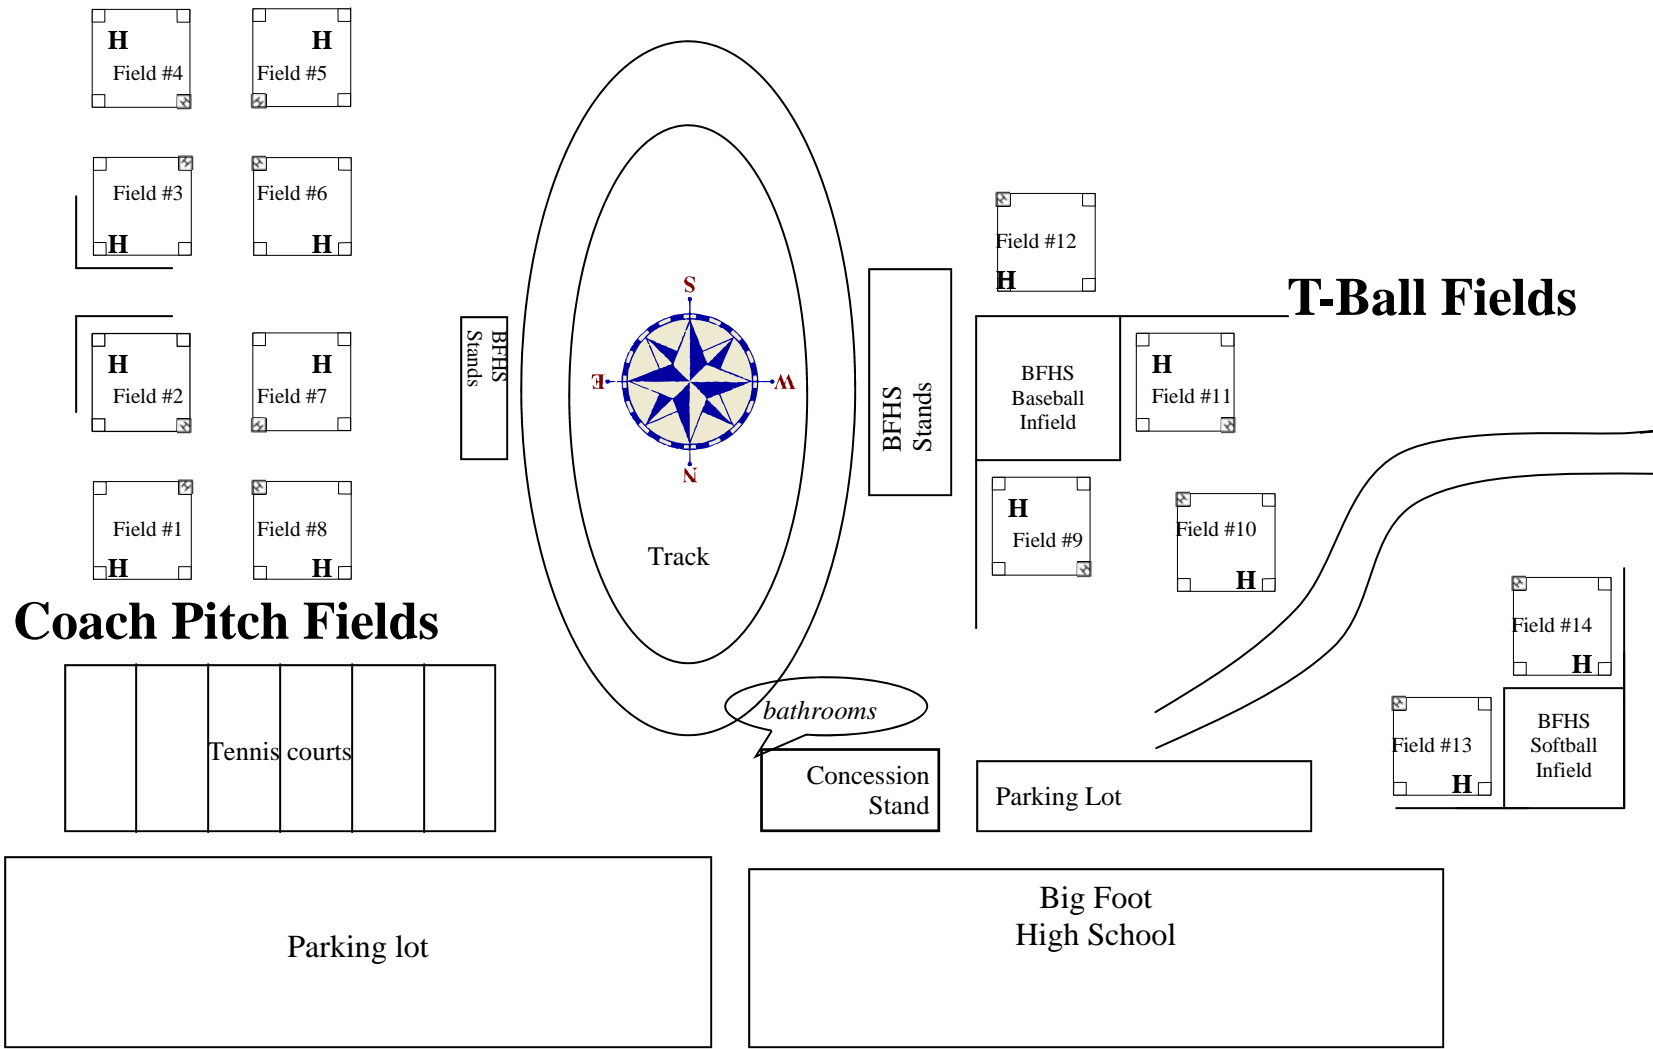 H
Field #4
H
Field #5
Field #3
H
Field #6
H
H
Field #2
H
Field #7
Field #1
H
Field #8
H
Coach Pitch Fields
Tennis courts
Parking lot
BFHS
Stands
S
E
W
N
Track
bathrooms
Concession
Stand
BFHS
Stands
Field #12
H
T-Ball Fields
BFHS
Baseball
Infield
H
Field #11
H
Field #9
Field #10
H
Field #14
H
Field #13
H
BFHS
Softball
Infield
Parking Lot
Big Foot
High School